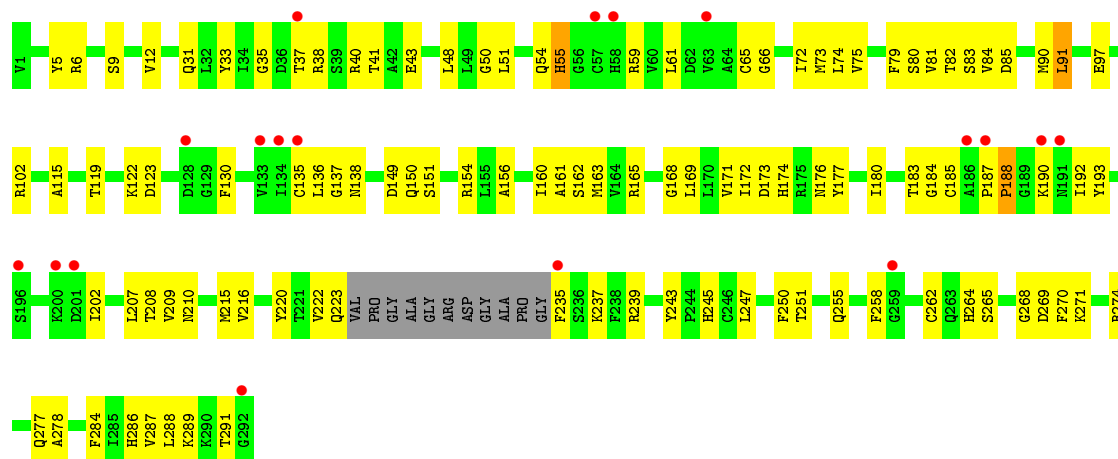 V1 Y5 R6 S9 V12 Q31 L32 Y33 I34 G35 D36 T37 R38 S39 R40 T41 A42 E43 L48 L49 G50 L51 Q54 H55 G56 C57 H58 R59 V60 L61 D62 V63 A64 C65 G66 I72 M73 L74 V75 F79 S80 V81 T82 S83 V84 D85 M90 L91 E97
R102 A115 T119 K122 D123 D128 G129 F130 V133 I134 C135 L136 G137 N138 D149 Q150 S151 R154 L155 A156 I160 A161 S162 M163 V164 R165 G168 L169 L170 V171 I172 D173 H174 R175 N176 Y177 I180 T183 G184 C185 A186 P187 P188 G189 K190 N191 I192 Y193
S196 K200 D201 I202 L207 T208 V209 N210 M215 V216 Y220 T221 V222 Q223 VAL PRO GLY ALA GLY ARG ASP GLY ALA PRO GLY F235 S236 K237 F238 R239 Y243 P244 H245 C246 L247 F250 T251 Q255 F258 G259 C262 Q263 H264 S265 G268 D269 F270 K271
Q277 A278 F284 I285 H286 V287 L288 K289 K290 T291 G292